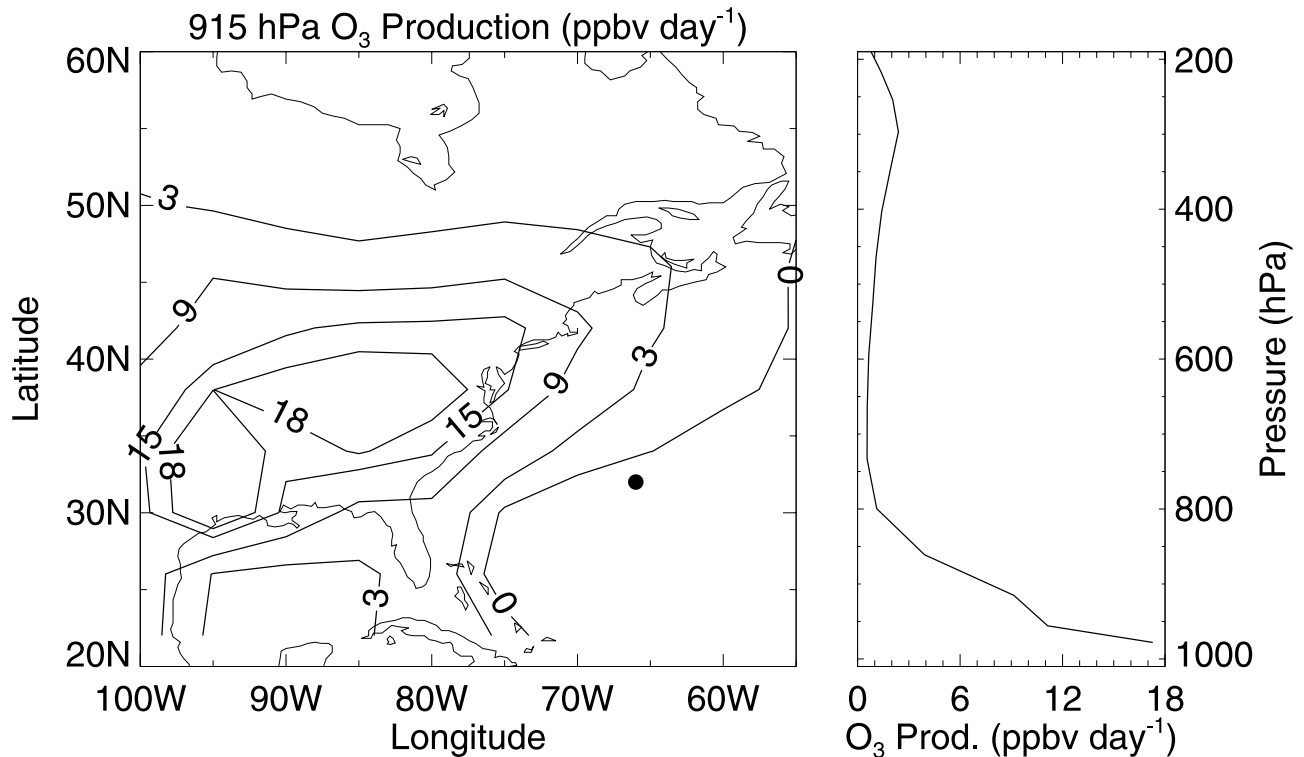 915 hPa O3 Production (ppbv day-1)
60N
50N
40N
30N
20N
Latitude
100W 90W 80W 70W 60W
Longitude
3
9
15
18
18
15
9
3
0
3
0
200
400
600
800
1000
Pressure (hPa)
0 6 12 18
O3 Prod. (ppbv day-1)